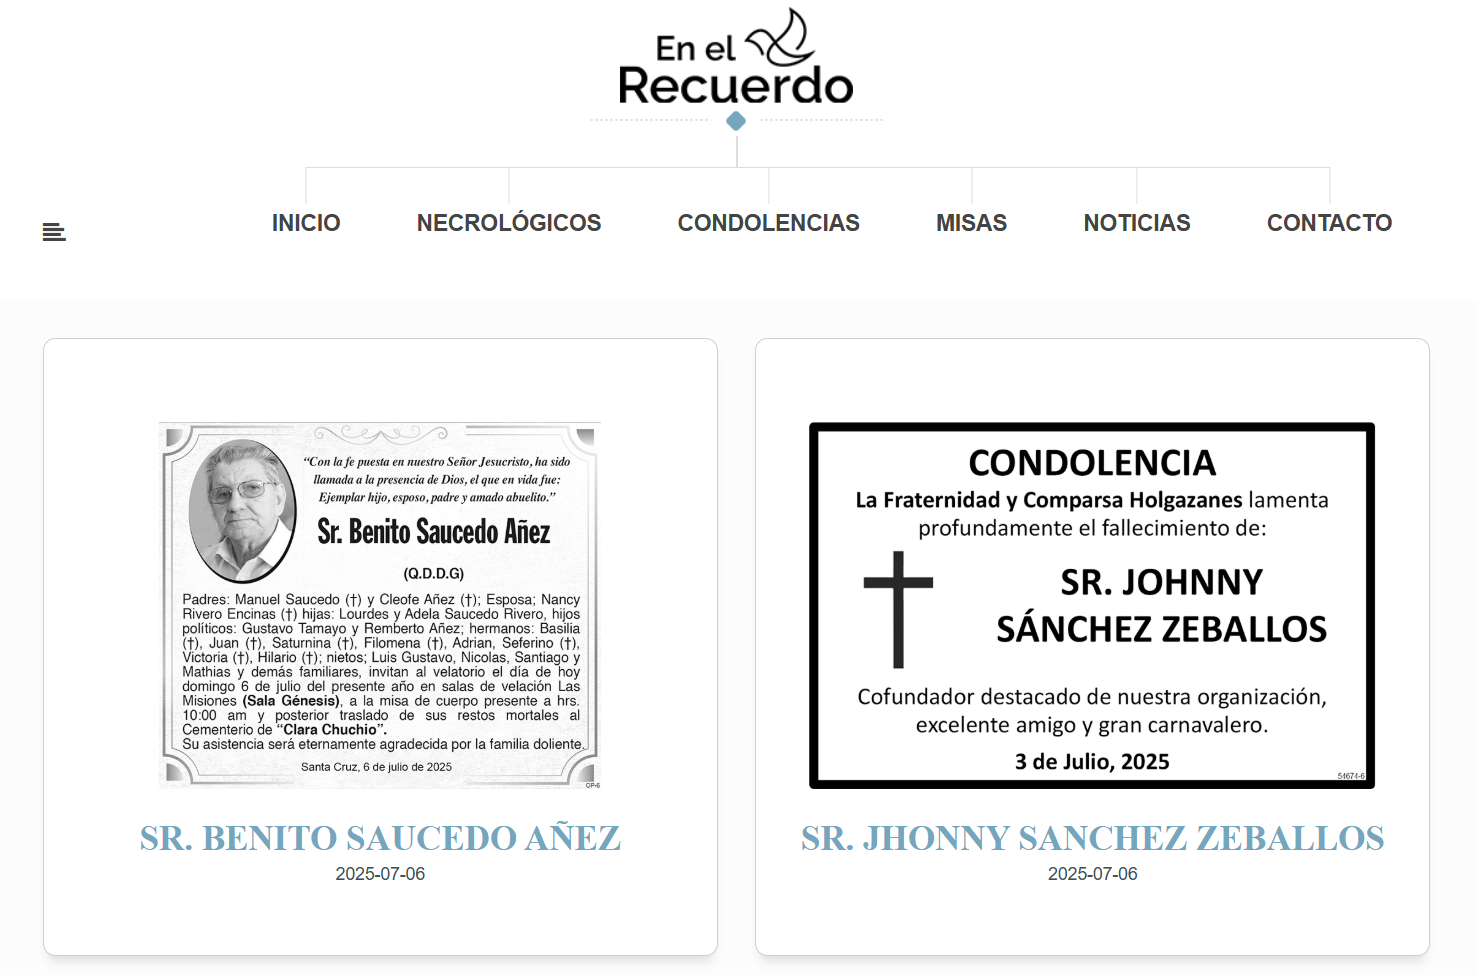 En el
Recuerdo
INICIO
NECROLÓGICOS
CONDOLENCIAS
MISAS
NOTICIAS
CONTACTO
“Con la fe puesta en nuestro Señor Jesucristo, ha sido
llamada a la presencia de Dios, el que en vida fue:
Ejemplar hijo, esposo, padre y amado abuelito.”
Sr. Benito Saucedo Añez
(Q.D.D.G)
Padres: Manuel Saucedo (†) y Cleofe Añez (†); Esposa; Nancy
Rivero Encinas (†) hijas: Lourdes y Adela Saucedo Rivero, hijos
políticos: Gustavo Tamayo y Remberto Añez; hermanos: Basilia
(†), Juan (†), Saturnina (†), Filomena (†), Adrian, Seferino (†),
Victoria (†), Hilario (†); nietos; Luis Gustavo, Nicolas, Santiago y
Mathias y demás familiares, invitan al velatorio el día de hoy
domingo 6 de julio del presente año en salas de velación Las
Misiones (Sala Génesis), a la misa de cuerpo presente a hrs.
10:00 am y posterior traslado de sus restos mortales al
Cementerio de “Clara Chuchio”.
Su asistencia será eternamente agradecida por la familia doliente.
Santa Cruz, 6 de julio de 2025
OP-6
SR. BENITO SAUCEDO AÑEZ
2025-07-06
CONDOLENCIA
La Fraternidad y Comparsa Holgazanes lamenta
profundamente el fallecimiento de:
SR. JOHNNY
SÁNCHEZ ZEBALLOS
Cofundador destacado de nuestra organización,
excelente amigo y gran carnavalero.
3 de Julio, 2025
54674-6
SR. JHONNY SANCHEZ ZEBALLOS
2025-07-06